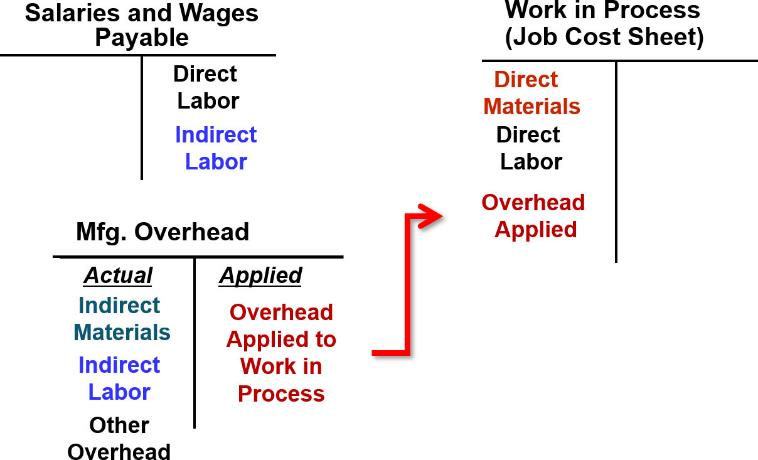 Salaries and Wages
Payable
Direct
Labor
Indirect
Labor
Work in Process
(Job Cost Sheet)
Direct
Materials
Direct
Labor
Overhead
Applied
Mfg. Overhead
Actual
Indirect
Materials
Indirect
Labor
Other
Overhead
Applied
Overhead
Applied to
Work in
Process